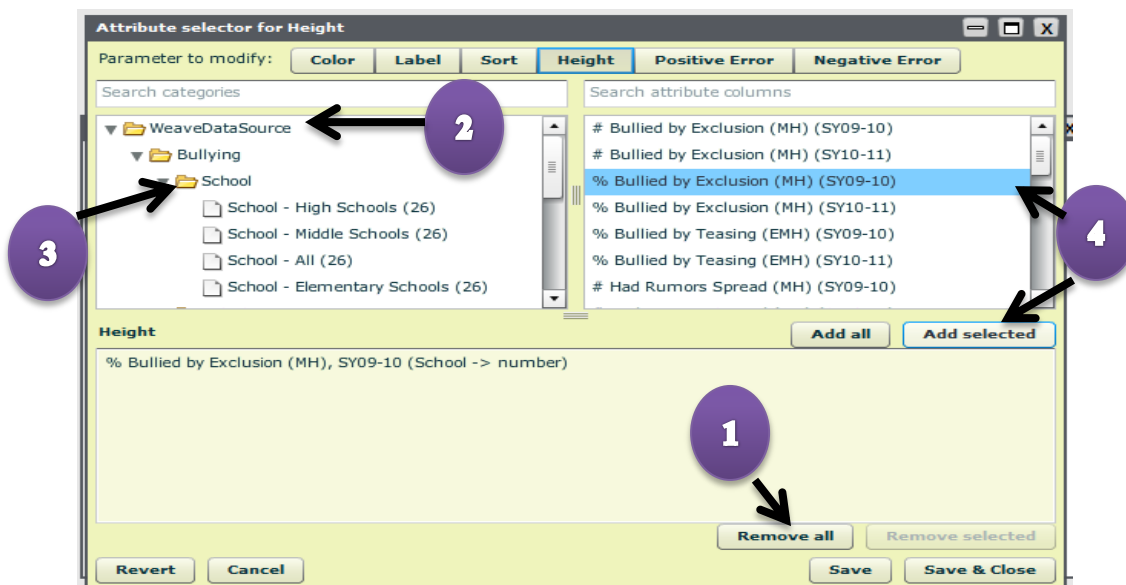 Attribute selector for Height
X
Parameter to modify: Color Label Sort Height Positive Error Negative Error
Search categories
Search attribute columns
WeaveDataSource
Bullying
School
School - High Schools (26)
School - Middle Schools (26)
School - All (26)
School - Elementary Schools (26)
# Bullied by Exclusion (MH) (SY09-10)
# Bullied by Exclusion (MH) (SY10-11)
% Bullied by Exclusion (MH) (SY09-10)
% Bullied by Exclusion (MH) (SY10-11)
% Bullied by Teasing (EMH) (SY09-10)
% Bullied by Teasing (EMH) (SY10-11)
# Had Rumors Spread (MH) (SY09-10)
2
3
4
Height
Add all Add selected
% Bullied by Exclusion (MH), SY09-10 (School -> number)
1
Remove all Remove selected
Revert Cancel Save Save & Close